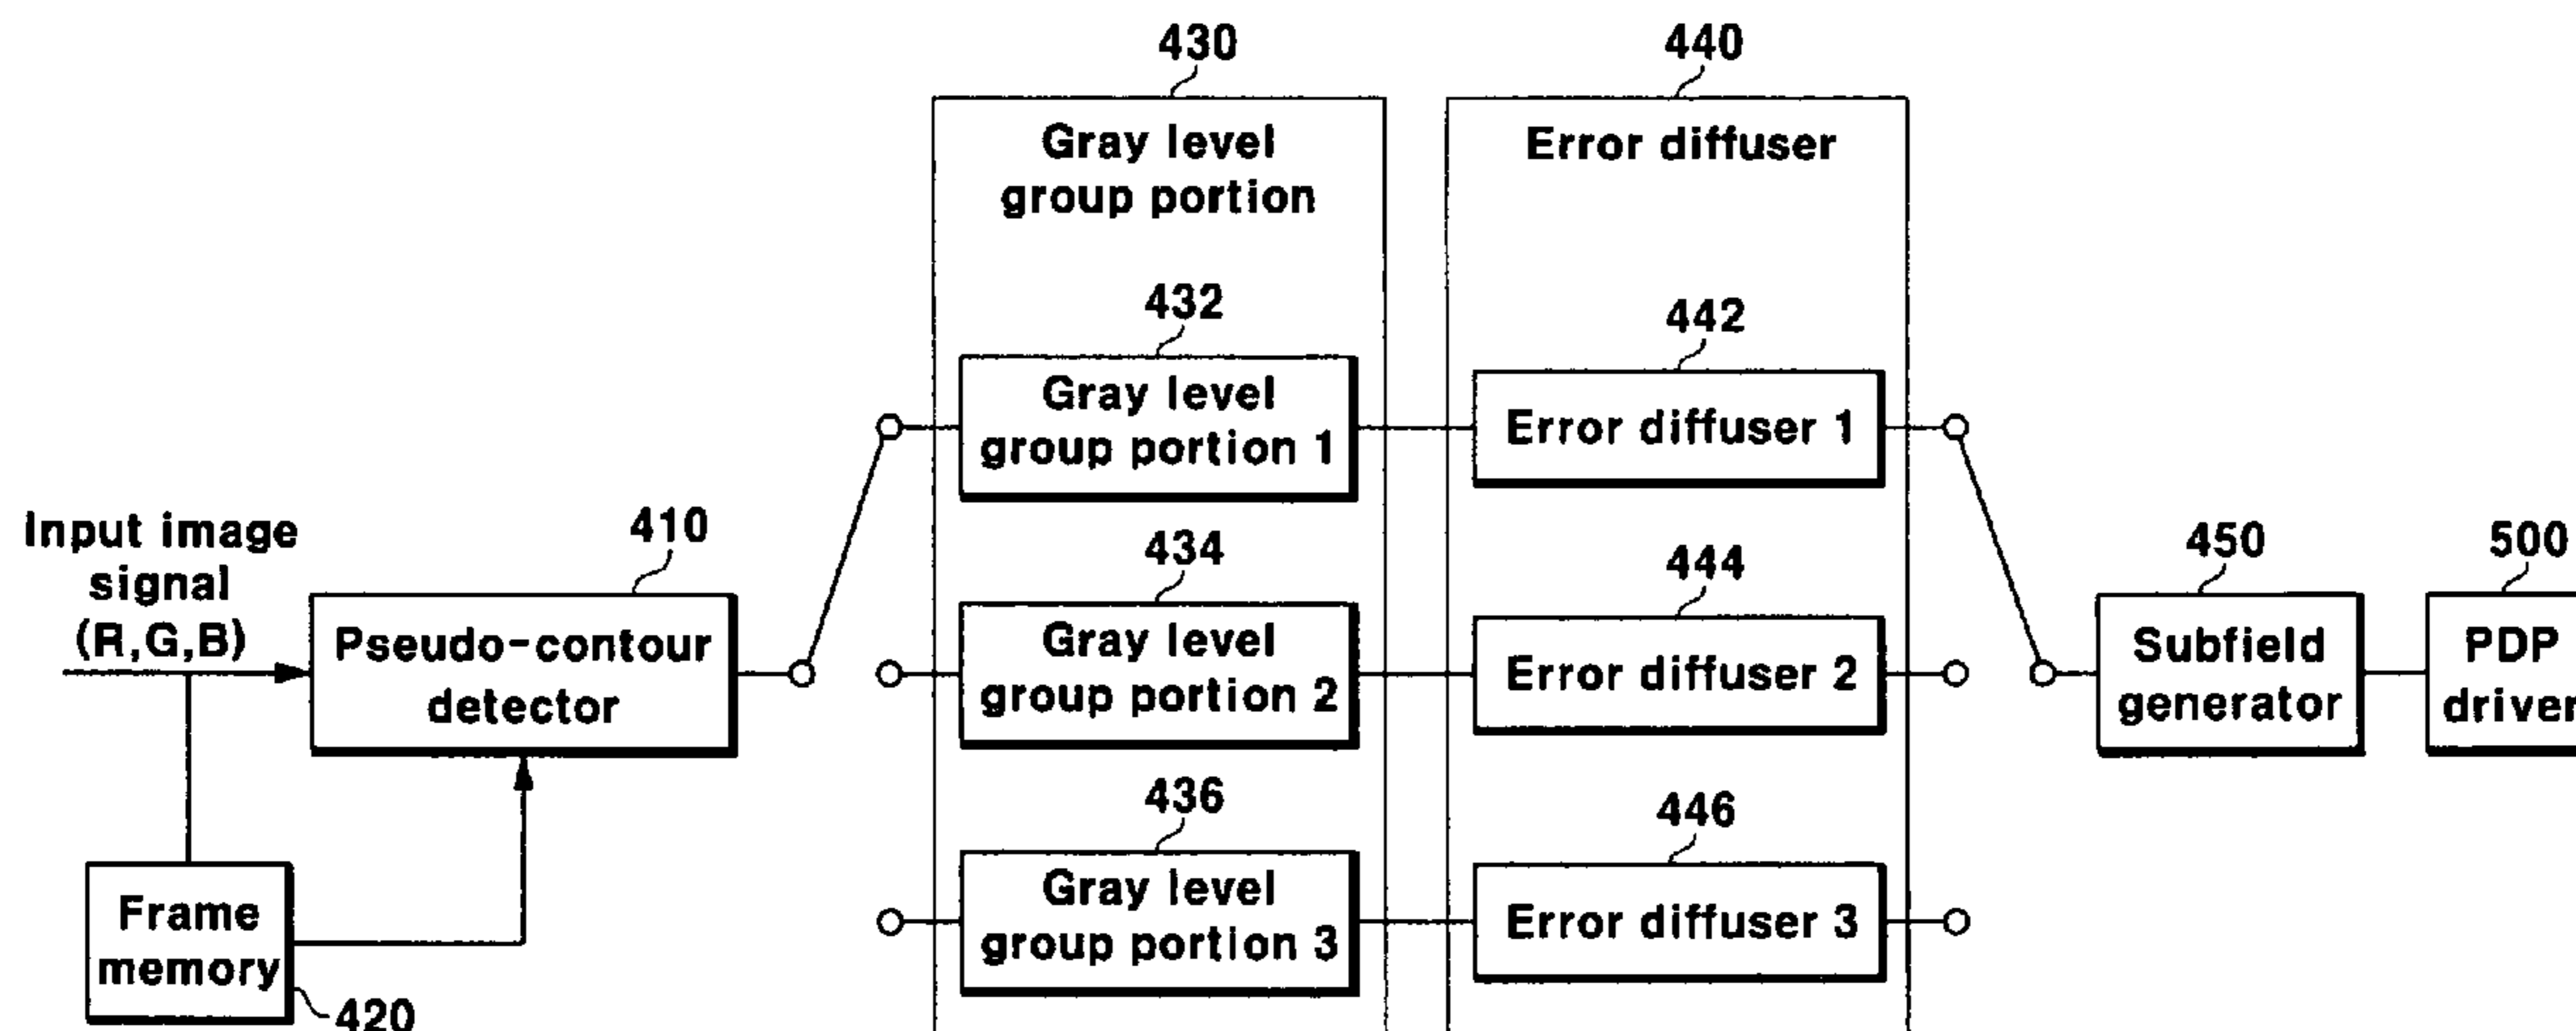 430
440
Gray level
group portion
Error diffuser
432
442
Gray level
group portion 1
Error diffuser 1
Input image
signal
(R,G,B)
410
Pseudo-contour
detector
434
444
Gray level
group portion 2
Error diffuser 2
450
Subfield
generator
500
PDP
driver
436
446
Gray level
group portion 3
Error diffuser 3
Frame
memory
420